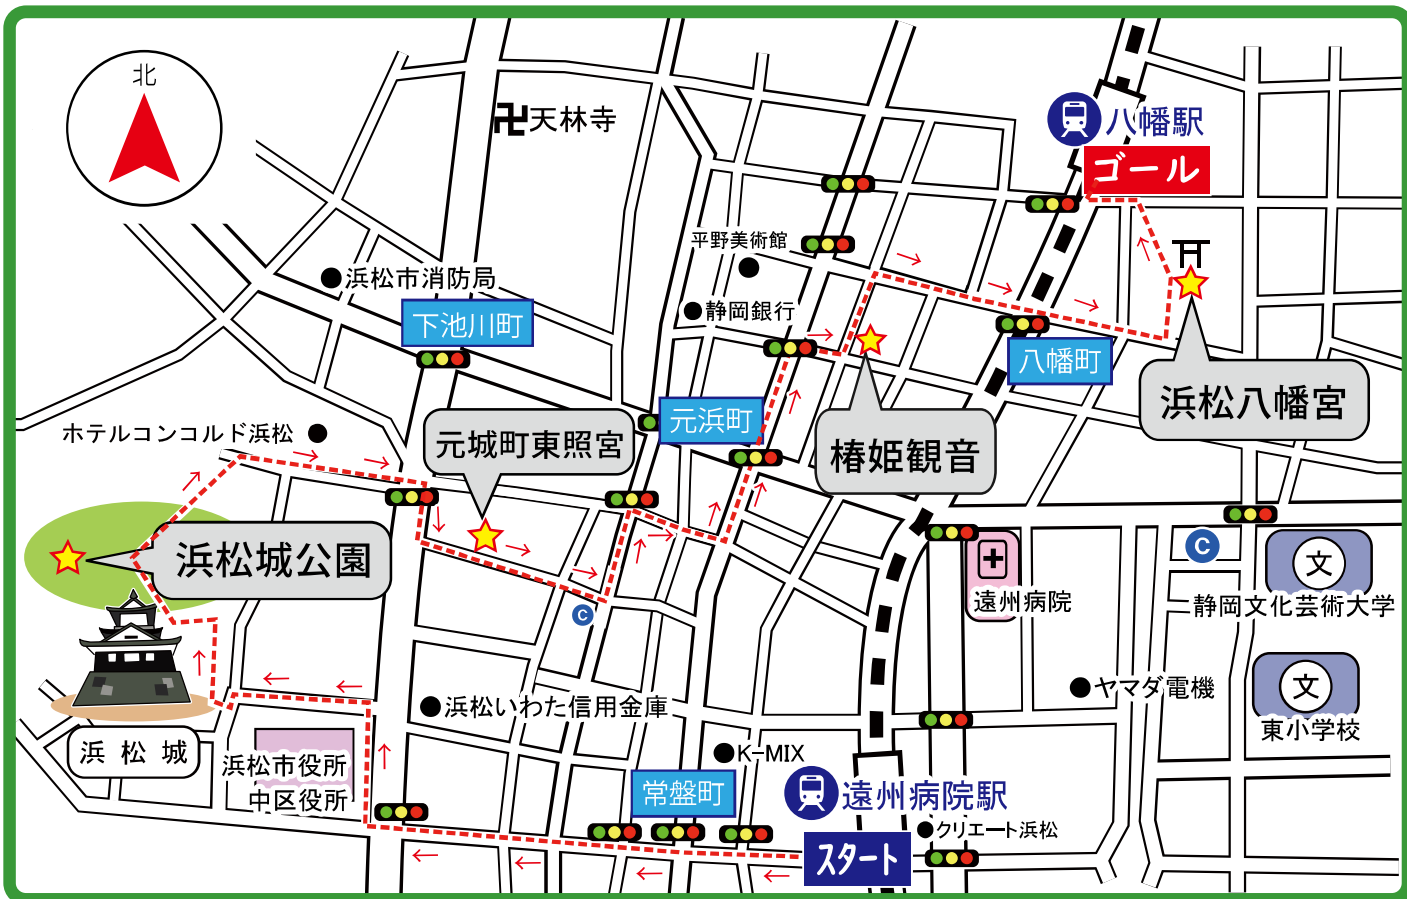 北
卍天林寺
八幡駅
ゴール
平野美術館
浜松市消防局
静岡銀行
下池川町
八幡町
浜松八幡宮
元浜町
ホテルコンコルド浜松
元城町東照宮
椿姫観音
浜松城公園
C
文
遠州病院
静岡文化芸術大学
C
ヤマダ電機
文
浜松いわた信用金庫
東小学校
浜松城
浜松市役所
中区役所
K-MIX
常盤町
遠州病院駅
クリエート浜松
スタート